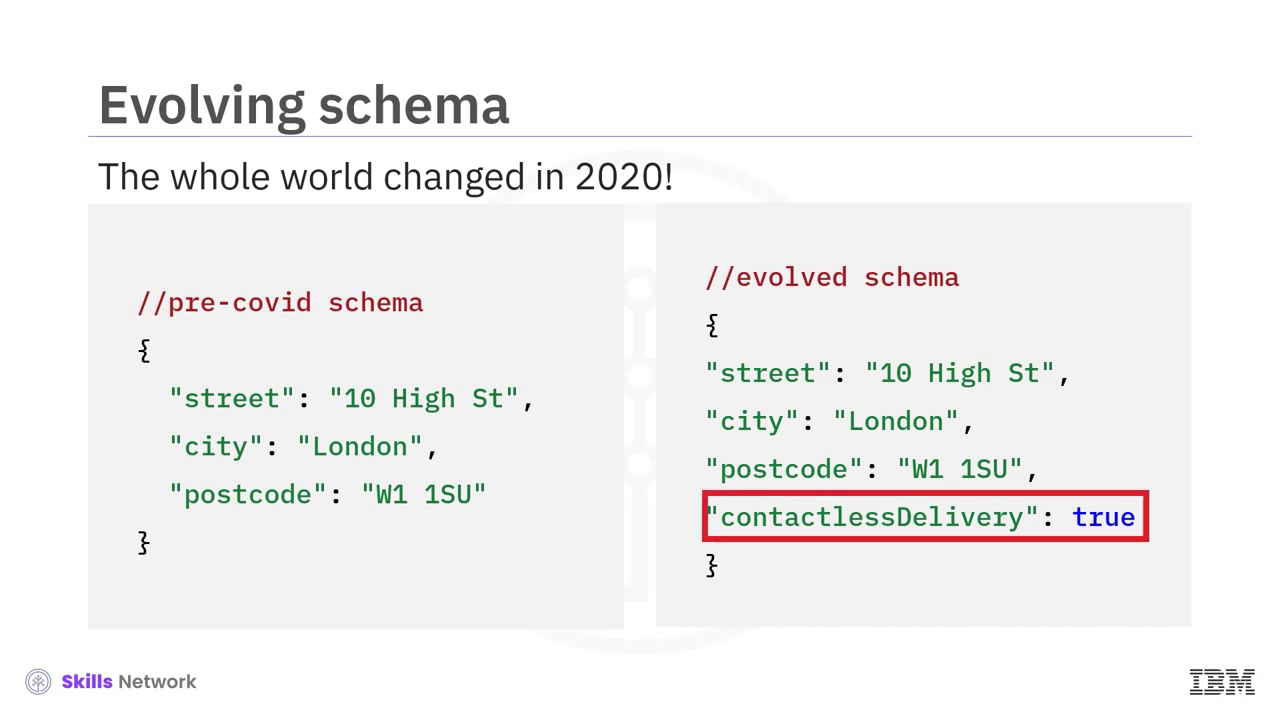 Evolving schema
The whole world changed in 2020!
//pre-covid schema
{
"street": "10 High St",
"city": "London",
"postcode": "W1 1SU"
}
//evolved schema
{
"street": "10 High St",
"city": "London",
"postcode": "W1 1SU",
"contactlessDelivery": true
}
Skills Network
IBM